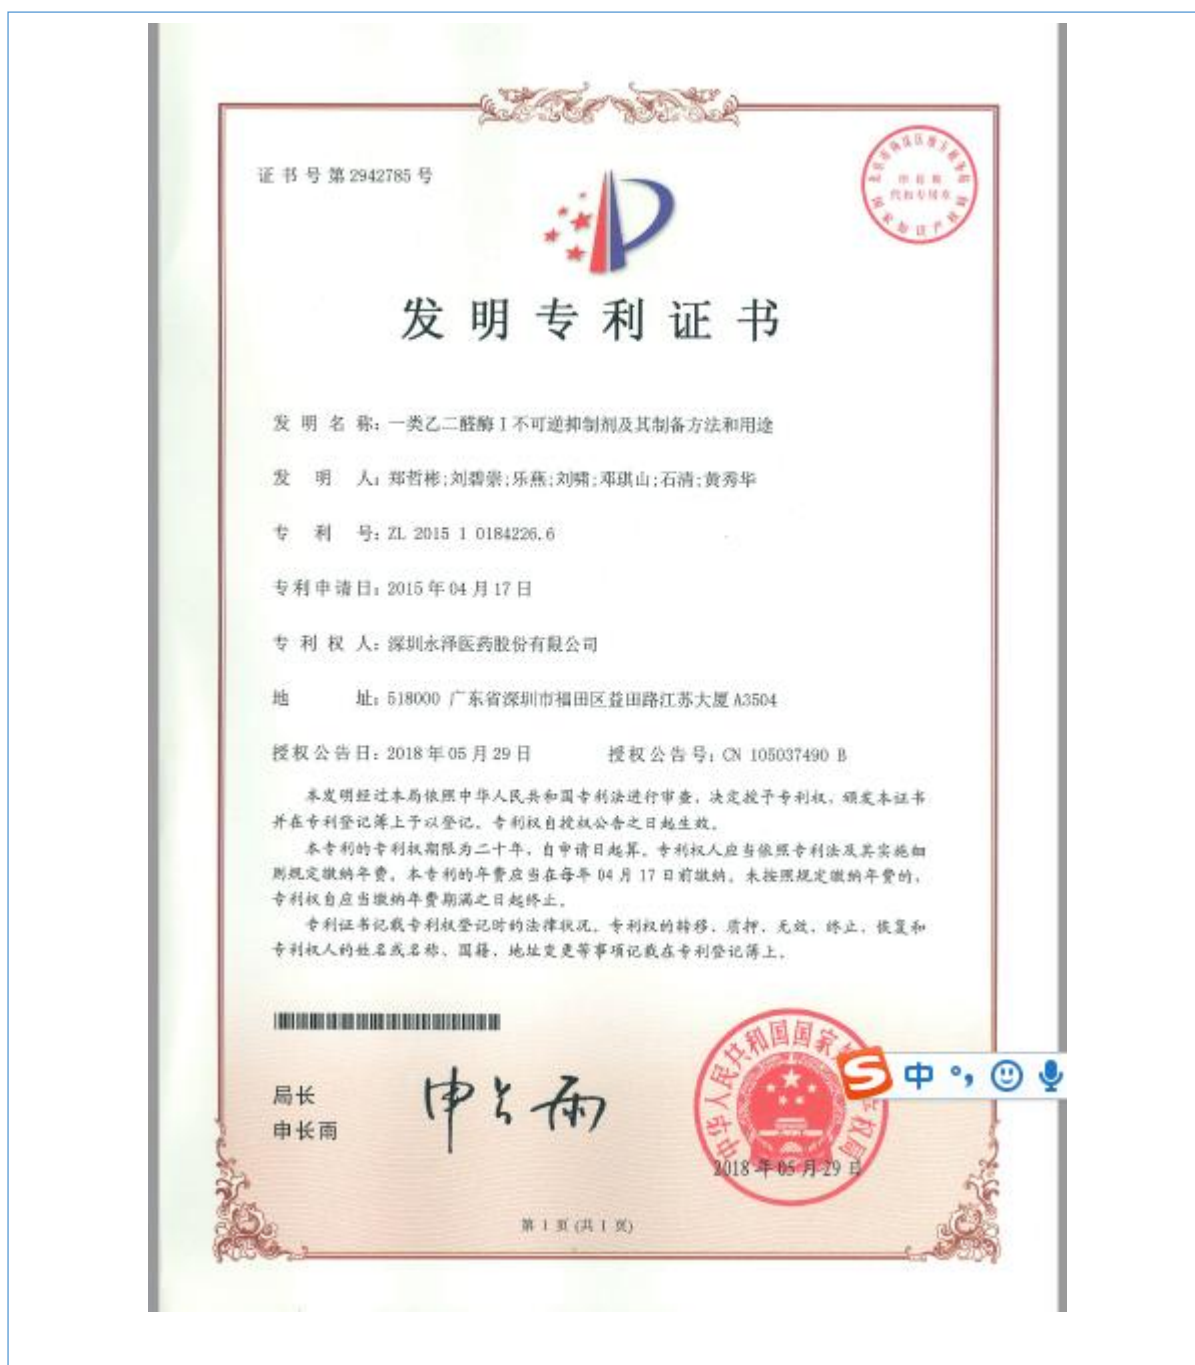 证书号第2942785号
发明专利证书
发明名称：一类乙二醛酶I不可逆抑制剂及其制备方法和用途
发明人：郑哲彬;刘碧崇;乐燕;刘啸;邓琪山;石清;黄秀华
专利号：ZL 2015 1 0184226.6
专利申请日：2015年04月17日
专利权人：深圳永泽医药股份有限公司
地址：518000 广东省深圳市福田区益田路江苏大厦A3504
授权公告日：2018年05月29日 授权公告号：CN 105037490 B
本发明经过本局依照中华人民共和国专利法进行审查，决定授予专利权，颁发本证书
并在专利登记簿上予以登记。专利权自授权公告之日起生效。
本专利的专利权期限为二十年，自申请日起算。专利权人应当依照专利法及其实施细
则规定缴纳年费。本专利的年费应当在每年04月17日前缴纳。未按照规定缴纳年费的，
专利权自应当缴纳年费期满之日起终止。
专利证书记载专利权登记时的法律状况。专利权的转移、质押、无效、终止、恢复和
专利权人的姓名或名称、国籍、地址变更等事项记载在专利登记簿上。
局长
申长雨
申长雨
中华人民共和国国家
权局
2018年05月29日
中
第1页(共1页)